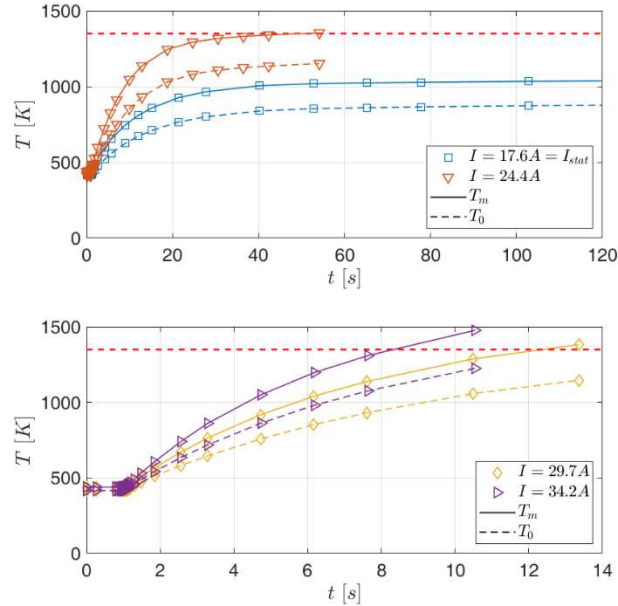 1500
1000
500
0
T [K]
0 20 40 60 80 100 120
t [s]
I = 17.6A = I_stat
I = 24.4A
T_m
T_0
1500
1000
500
0
T [K]
0 2 4 6 8 10 12 14
t [s]
I = 29.7A
I = 34.2A
T_m
T_0